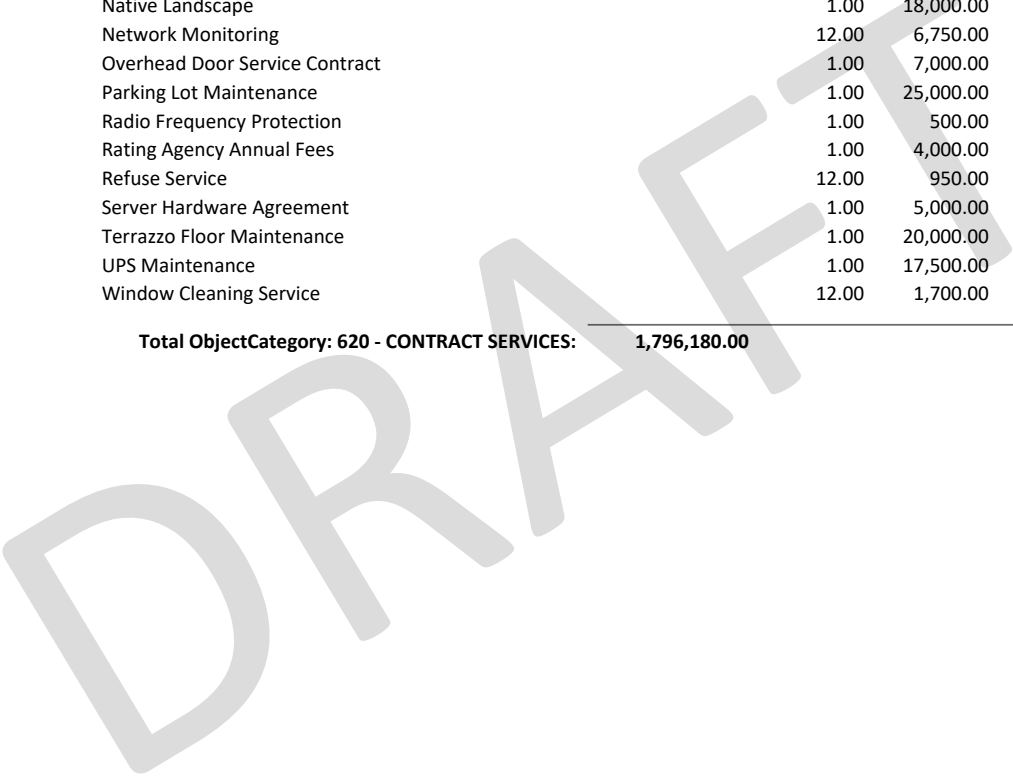 Native Landscape 1.00 18,000.00
Network Monitoring 12.00 6,750.00
Overhead Door Service Contract 1.00 7,000.00
Parking Lot Maintenance 1.00 25,000.00
Radio Frequency Protection 1.00 500.00
Rating Agency Annual Fees 1.00 4,000.00
Refuse Service 12.00 950.00
Server Hardware Agreement 1.00 5,000.00
Terrazzo Floor Maintenance 1.00 20,000.00
UPS Maintenance 1.00 17,500.00
Window Cleaning Service 12.00 1,700.00
Total ObjectCategory: 620 - CONTRACT SERVICES: 1,796,180.00
DRAFT